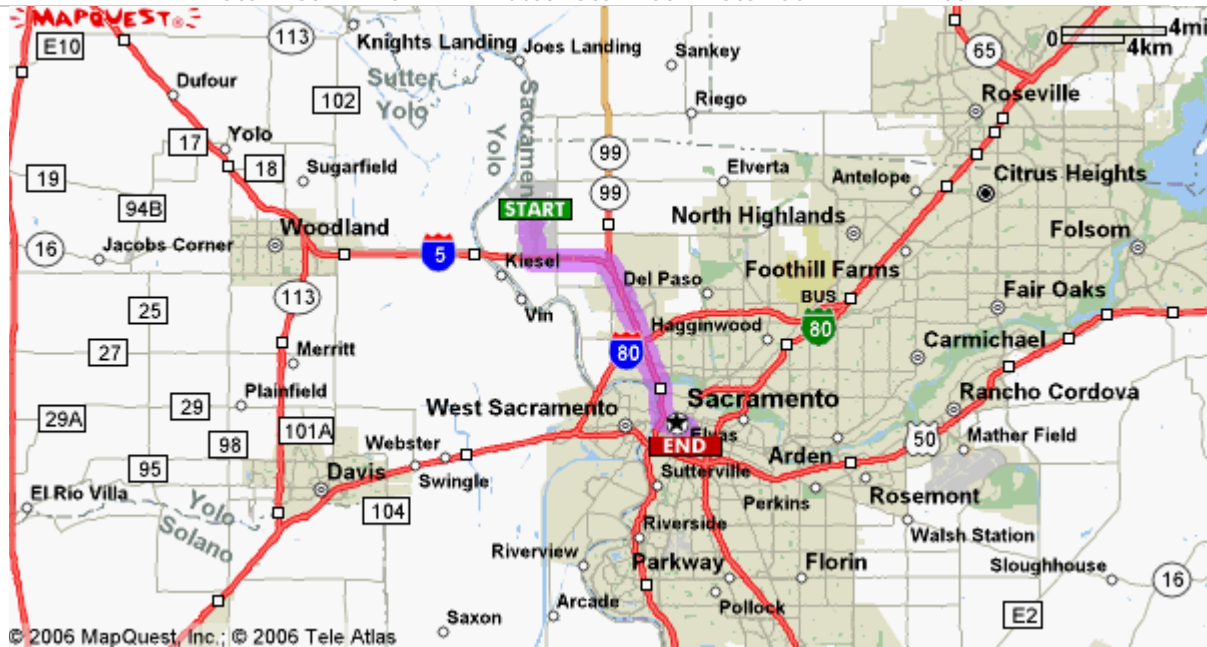 MAPQUEST
E10
113
Knights Landing
Joes Landing
Sankey
65
0 4mi
4km
Dufour
Sutter
Yolo
102
Sacramen
Yolo
Riego
Roseville
17
Yolo
18
Sugarfield
99
99
Elverta
Antelope
Citrus Heights
19
94B
START
North Highlands
Woodland
16
Jacobs Corner
5
Kiesel
Folsom
Del Paso
Foothill Farms
113
25
Vin
BUS
80
Fair Oaks
Hagginwood
27
Merritt
80
Carmichael
Plainfield
29
29A
West Sacramento
Sacramento
Rancho Cordova
98
101A
Webster
Elvas
END
50
Mather Field
95
Davis
Swingle
Sutterville
Arden
El Rio Villa
Yolo
Solano
104
Perkins
Rosemont
Riverside
Walsh Station
Riverview
Parkway
Florin
Sloughhouse
16
Saxon
Arcade
Pollock
E2
© 2006 MapQuest, Inc.; © 2006 Tele Atlas